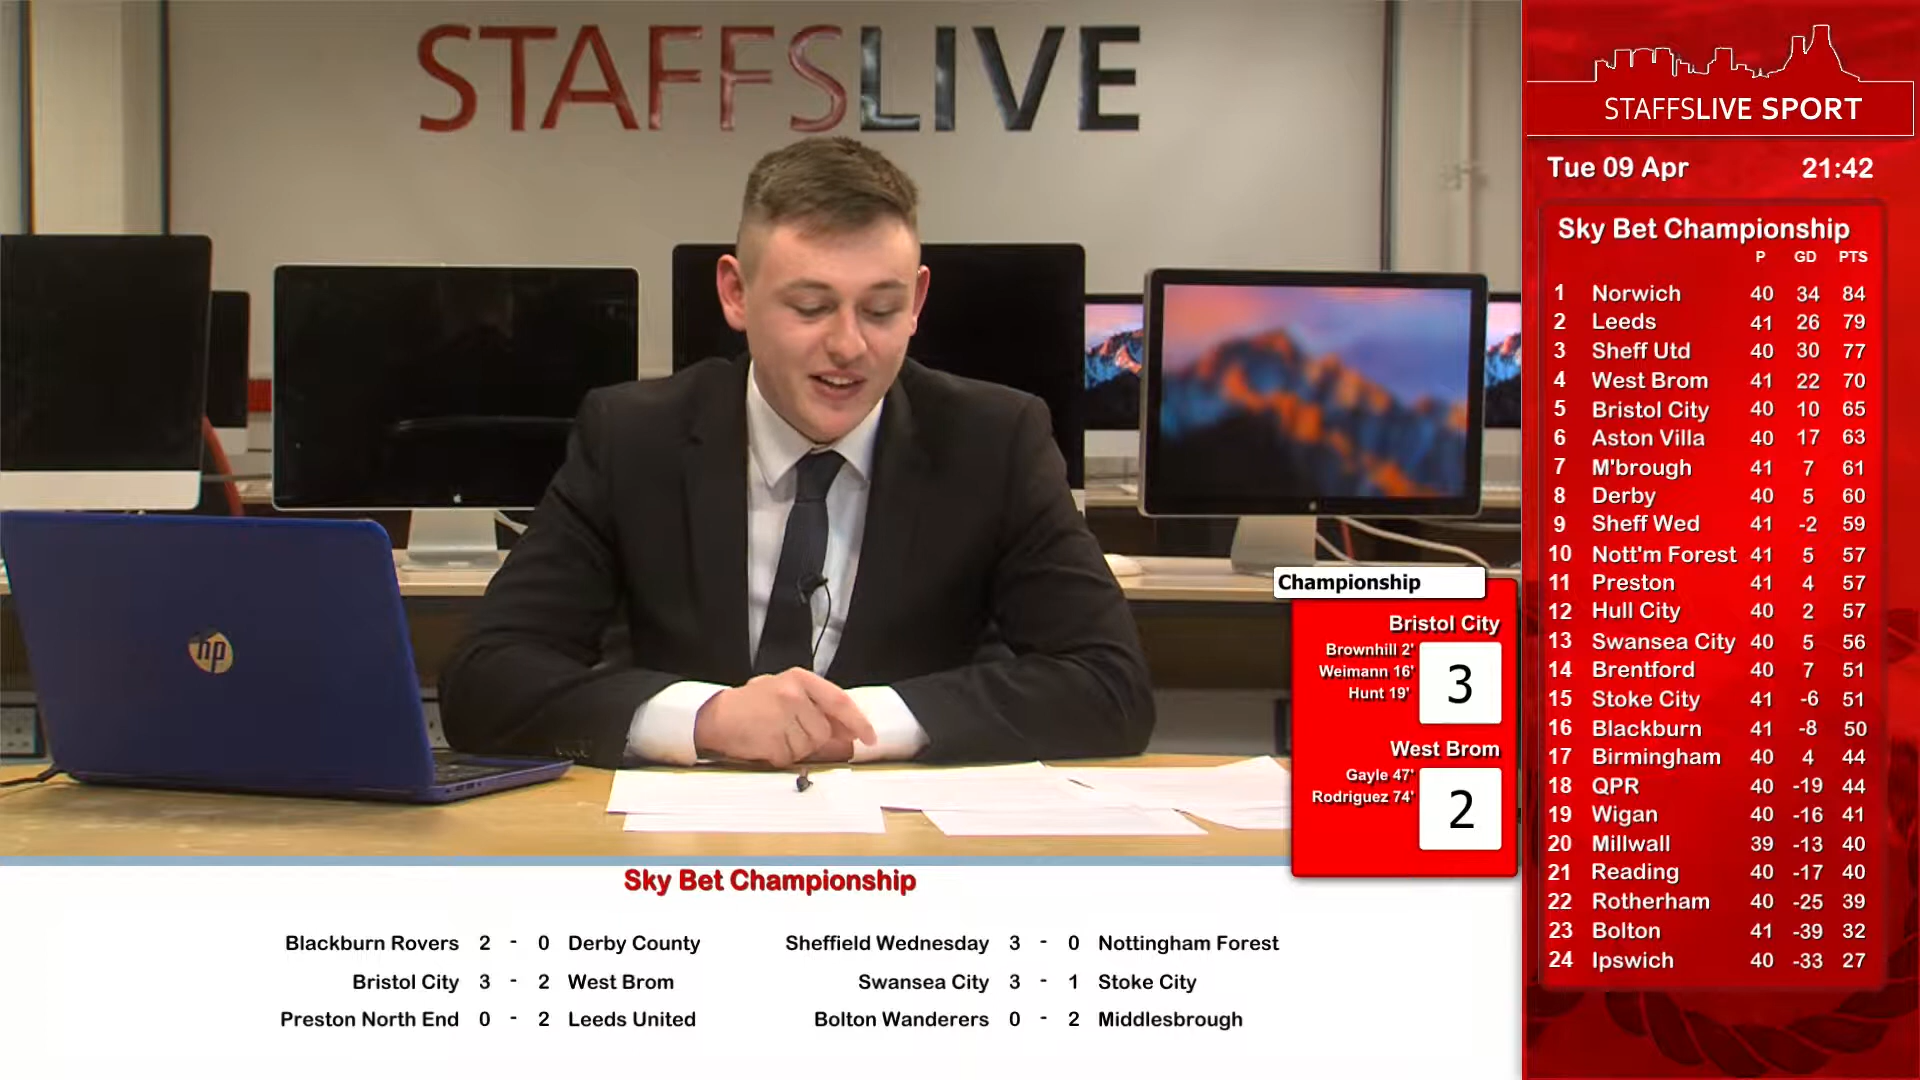 STAFFSLIVE
hp
STAFFSLIVE SPORT
Tue 09 Apr 21:42
Sky Bet Championship
P GD PTS
1 Norwich 40 34 84
2 Leeds 41 26 79
3 Sheff Utd 40 30 77
4 West Brom 41 22 70
5 Bristol City 40 10 65
6 Aston Villa 40 17 63
7 M'brough 41 7 61
8 Derby 40 5 60
9 Sheff Wed 41 -2 59
10 Nott'm Forest 41 5 57
11 Preston 41 4 57
12 Hull City 40 2 57
13 Swansea City 40 5 56
14 Brentford 40 7 51
15 Stoke City 41 -6 51
16 Blackburn 41 -8 50
17 Birmingham 40 4 44
18 QPR 40 -19 44
19 Wigan 40 -16 41
20 Millwall 39 -13 40
21 Reading 40 -17 40
22 Rotherham 40 -25 39
23 Bolton 41 -39 32
24 Ipswich 40 -33 27
Championship
Bristol City
Brownhill 2'
Weimann 16'
Hunt 19'
3
West Brom
Gayle 47'
Rodriguez 74'
2
Sky Bet Championship
Blackburn Rovers 2 - 0 Derby County
Bristol City 3 - 2 West Brom
Preston North End 0 - 2 Leeds United
Sheffield Wednesday 3 - 0 Nottingham Forest
Swansea City 3 - 1 Stoke City
Bolton Wanderers 0 - 2 Middlesbrough